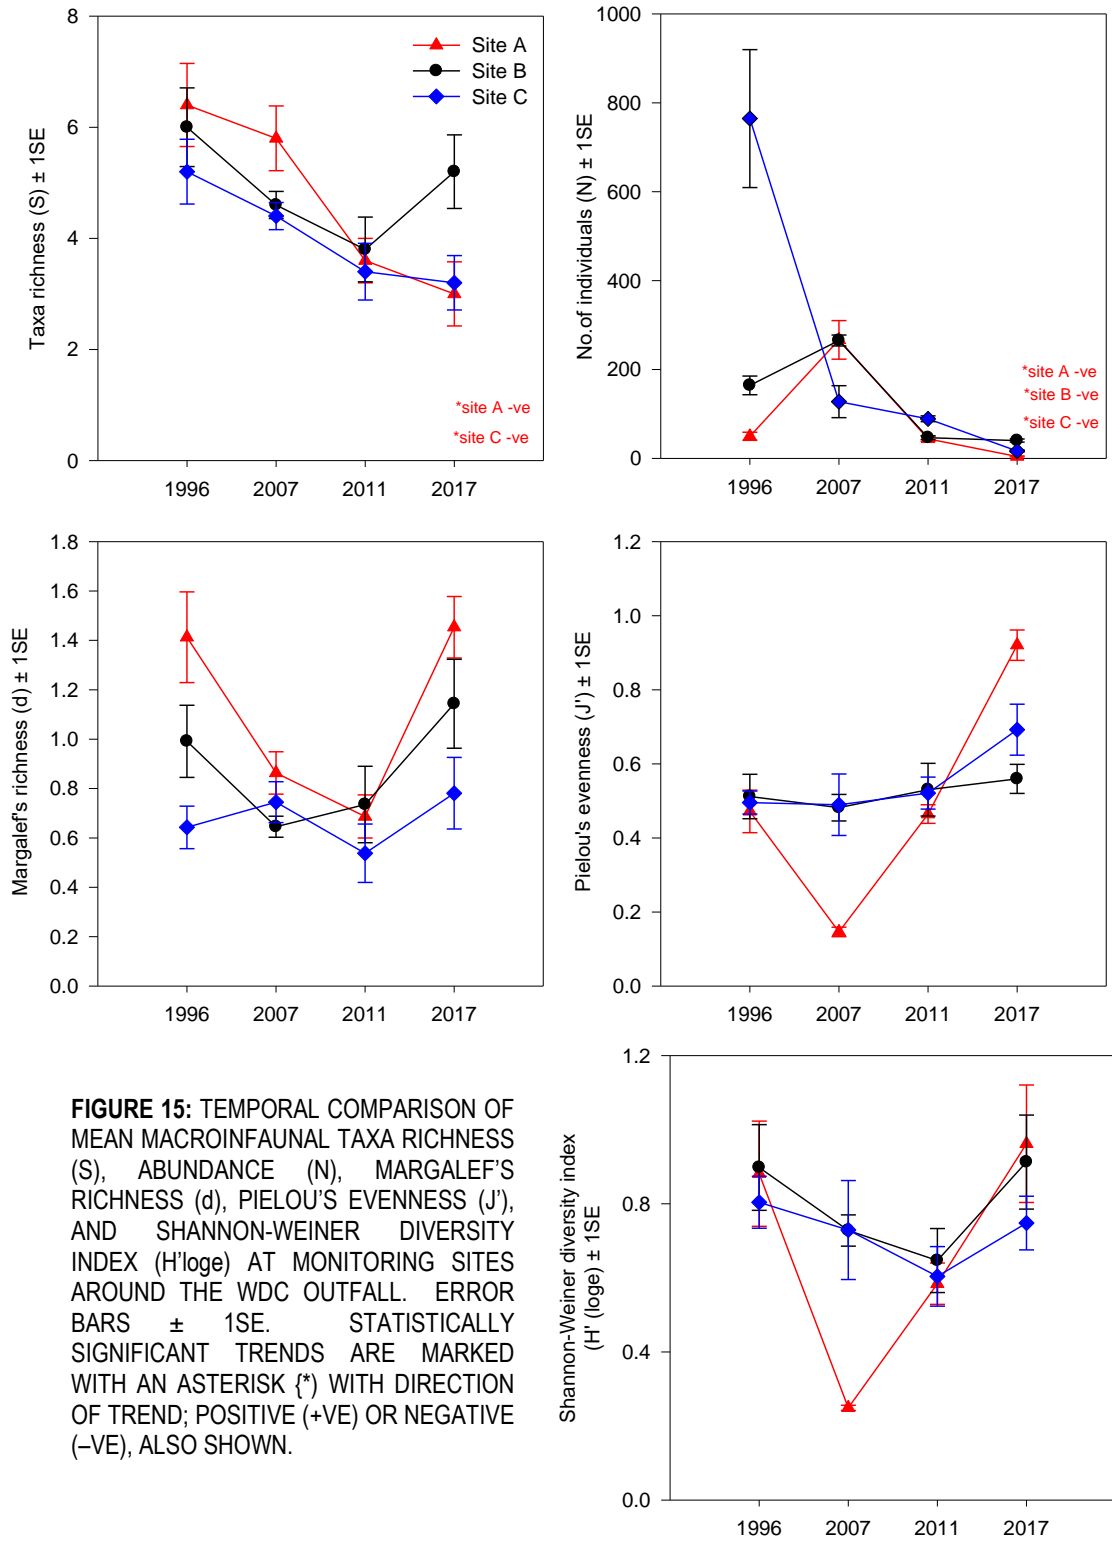 Taxa richness (S) ± 1SE
8
6
4
2
0
Site A
Site B
Site C
*site A -ve
*site C -ve
1996 2007 2011 2017
No.of individuals (N) ± 1SE
1000
800
600
400
200
0
*site A -ve
*site B -ve
*site C -ve
1996 2007 2011 2017
Margalef's richness (d) ± 1SE
1.8
1.6
1.4
1.2
1.0
0.8
0.6
0.4
0.2
0.0
1996 2007 2011 2017
Pielou's evenness (J') ± 1SE
1.2
1.0
0.8
0.6
0.4
0.2
0.0
1996 2007 2011 2017
FIGURE 15: TEMPORAL COMPARISON OF
MEAN MACROINFAUNAL TAXA RICHNESS
(S), ABUNDANCE (N), MARGALEF'S
RICHNESS (d), PIELOU'S EVENNESS (J'),
AND SHANNON-WEINER DIVERSITY
INDEX (H'loge) AT MONITORING SITES
AROUND THE WDC OUTFALL. ERROR
BARS ± 1SE. STATISTICALLY
SIGNIFICANT TRENDS ARE MARKED
WITH AN ASTERISK {*) WITH DIRECTION
OF TREND; POSITIVE (+VE) OR NEGATIVE
(–VE), ALSO SHOWN.
Shannon-Weiner diversity index
(H' (loge) ± 1SE
1.2
0.8
0.4
0.0
1996 2007 2011 2017